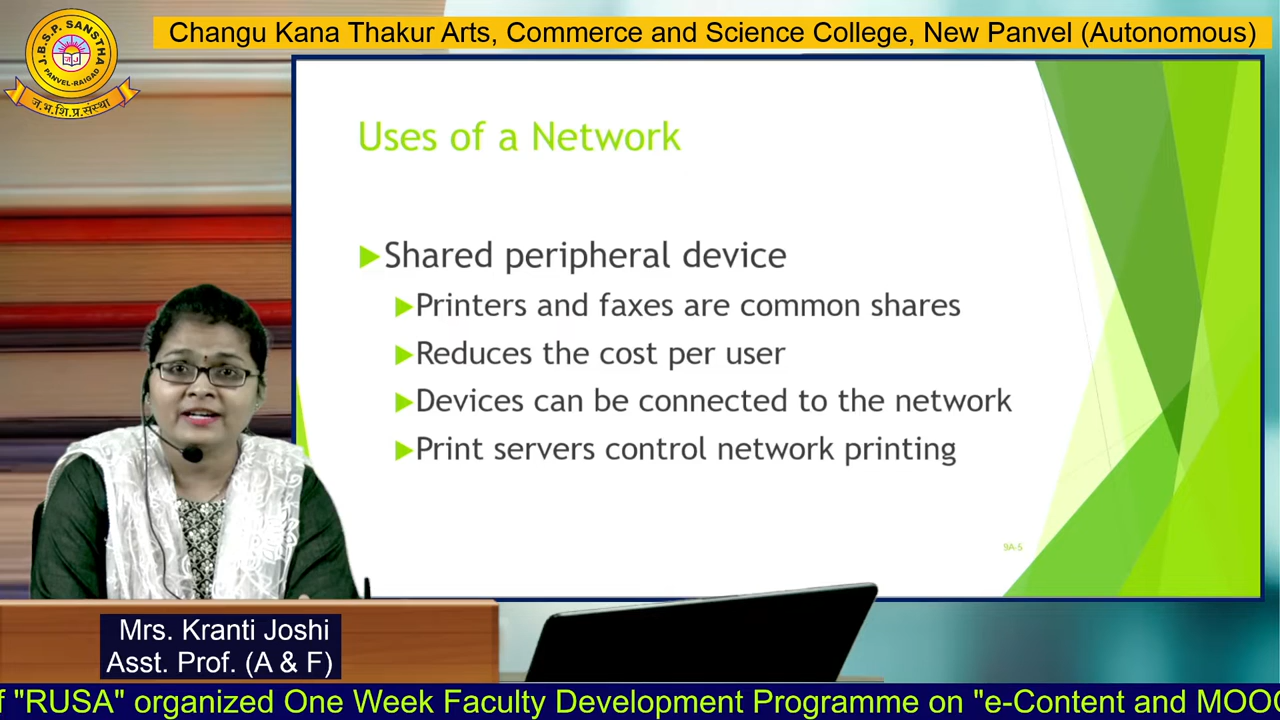 Changu Kana Thakur Arts, Commerce and Science College, New Panvel (Autonomous)
J.B.S.P. SANSTHA
PANVEL-RAIGAD
ज.भ.शि.प्र.संस्था
Uses of a Network
Shared peripheral device
Printers and faxes are common shares
Reduces the cost per user
Devices can be connected to the network
Print servers control network printing
9A-5
Mrs. Kranti Joshi
Asst. Prof. (A & F)
f "RUSA" organized One Week Faculty Development Programme on "e-Content and MOO